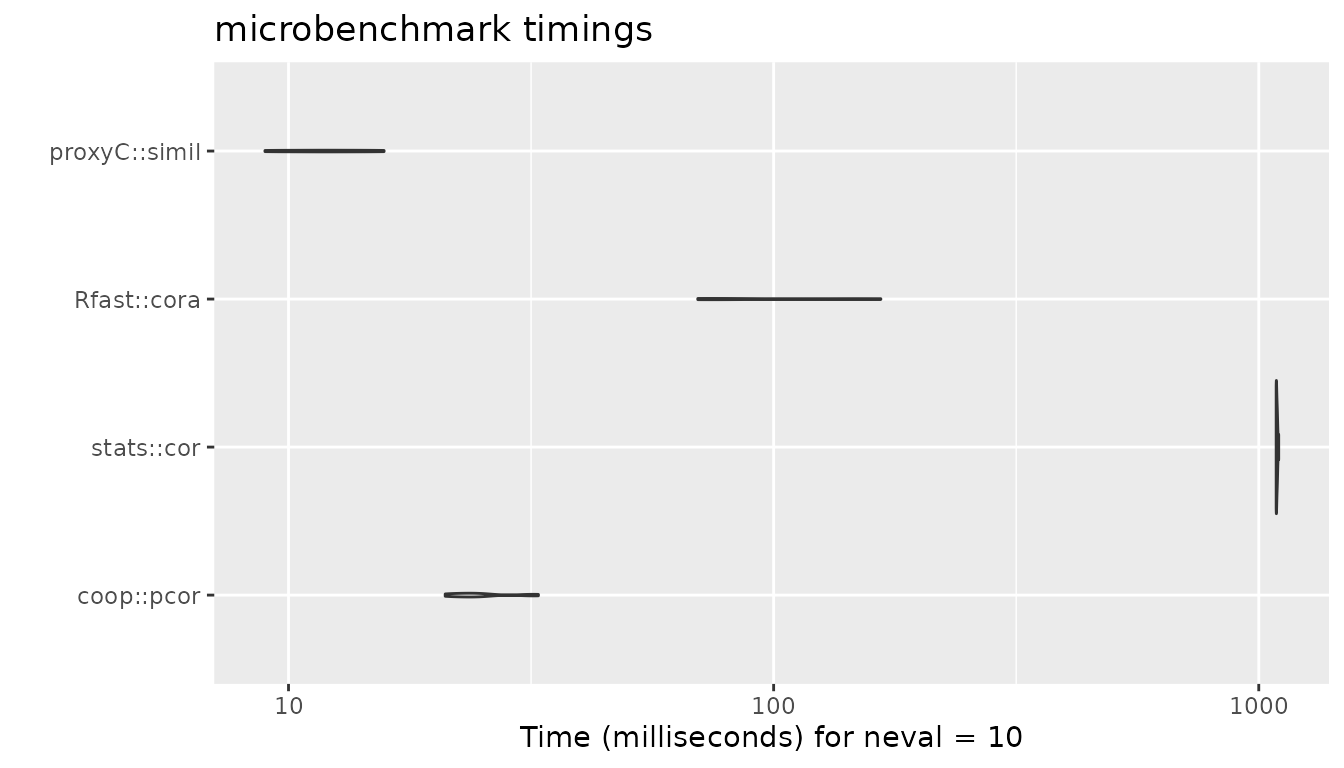 microbenchmark timings
proxyC::simil
Rfast::cora
stats::cor
coop::pcor
10 100 1000
Time (milliseconds) for neval = 10